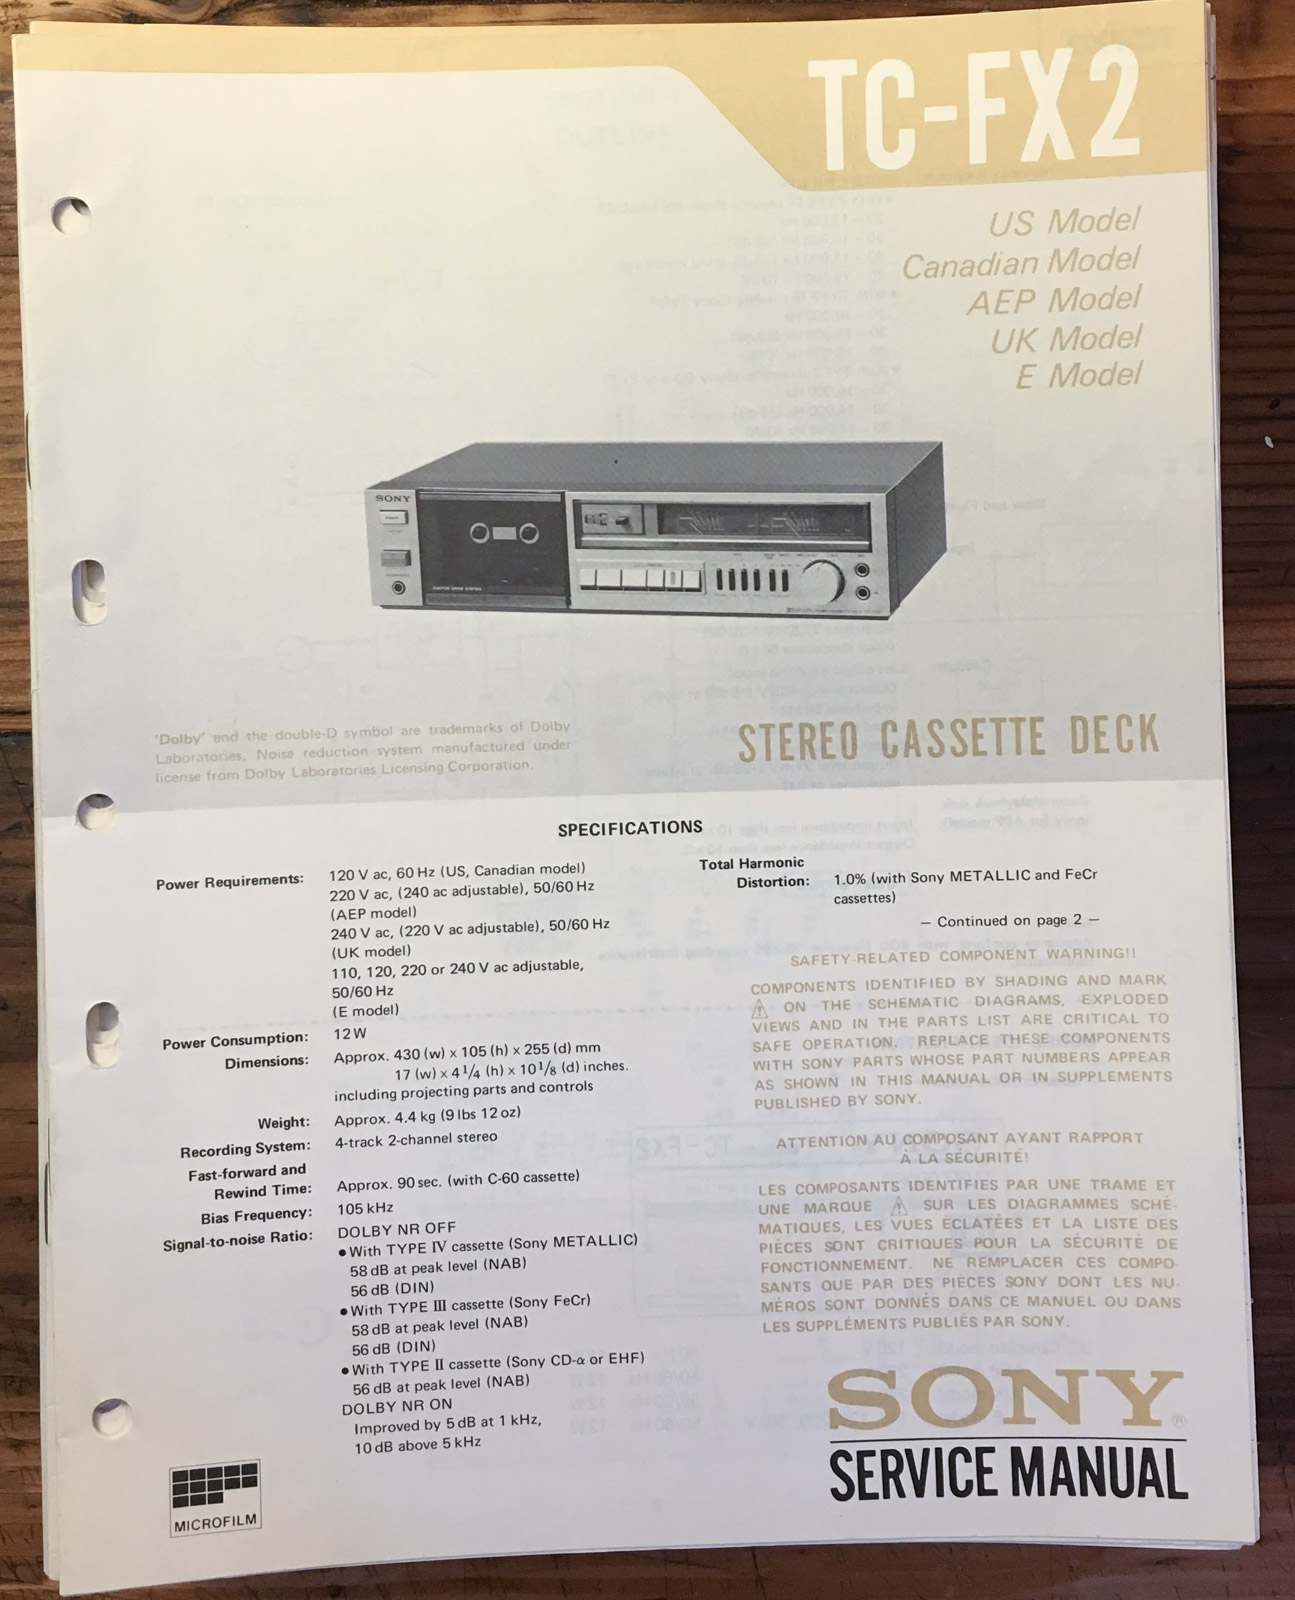 TC-FX2
US Model
Canadian Model
AEP Model
UK Model
E Model
SONY
"Dolby" and the double-D symbol are trademarks of Dolby
Laboratories. Noise reduction system manufactured under
license from Dolby Laboratories Licensing Corporation.
STEREO CASSETTE DECK
SPECIFICATIONS
Power Requirements: 120 V ac, 60 Hz (US, Canadian model)
220 V ac, (240 ac adjustable), 50/60 Hz
(AEP model)
240 V ac, (220 V ac adjustable), 50/60 Hz
(UK model)
110, 120, 220 or 240 V ac adjustable,
50/60 Hz
(E model)
Power Consumption: 12 W
Dimensions: Approx. 430 (w) x 105 (h) x 255 (d) mm
17 (w) x 4 1/4 (h) x 10 1/8 (d) inches.
including projecting parts and controls
Weight: Approx. 4.4 kg (9 lbs 12 oz)
Recording System: 4-track 2-channel stereo
Fast-forward and
Rewind Time: Approx. 90 sec. (with C-60 cassette)
Bias Frequency: 105 kHz
Signal-to-noise Ratio: DOLBY NR OFF
● With TYPE IV cassette (Sony METALLIC)
58 dB at peak level (NAB)
56 dB (DIN)
● With TYPE III cassette (Sony FeCr)
58 dB at peak level (NAB)
56 dB (DIN)
● With TYPE II cassette (Sony CD-α or EHF)
56 dB at peak level (NAB)
DOLBY NR ON
Improved by 5 dB at 1 kHz,
10 dB above 5 kHz
MICROFILM
Total Harmonic
Distortion: 1.0% (with Sony METALLIC and FeCr
cassettes)
— Continued on page 2 —
SAFETY-RELATED COMPONENT WARNING!!
COMPONENTS IDENTIFIED BY SHADING AND MARK
⚠ ON THE SCHEMATIC DIAGRAMS, EXPLODED
VIEWS AND IN THE PARTS LIST ARE CRITICAL TO
SAFE OPERATION. REPLACE THESE COMPONENTS
WITH SONY PARTS WHOSE PART NUMBERS APPEAR
AS SHOWN IN THIS MANUAL OR IN SUPPLEMENTS
PUBLISHED BY SONY.
ATTENTION AU COMPOSANT AYANT RAPPORT
À LA SÉCURITÉ!
LES COMPOSANTS IDENTIFIÉS PAR UNE TRAME ET
UNE MARQUE ⚠ SUR LES DIAGRAMMES SCHÉ-
MATIQUES, LES VUES ÉCLATÉES ET LA LISTE DES
PIÈCES SONT CRITIQUES POUR LA SÉCURITÉ DE
FONCTIONNEMENT. NE REMPLACER CES COMPO-
SANTS QUE PAR DES PIÈCES SONY DONT LES NU-
MÉROS SONT DONNÉS DANS CE MANUEL OU DANS
LES SUPPLÉMENTS PUBLIÉS PAR SONY.
SONY®
SERVICE MANUAL